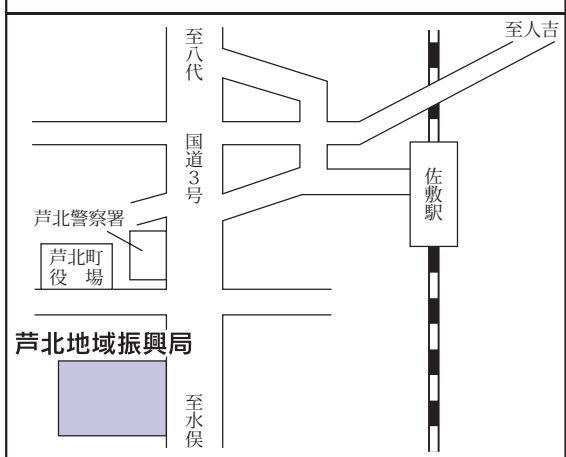 至人吉
至八代
国道3号
佐敷駅
芦北警察署
芦北町
役 場
芦北地域振興局
至水俣